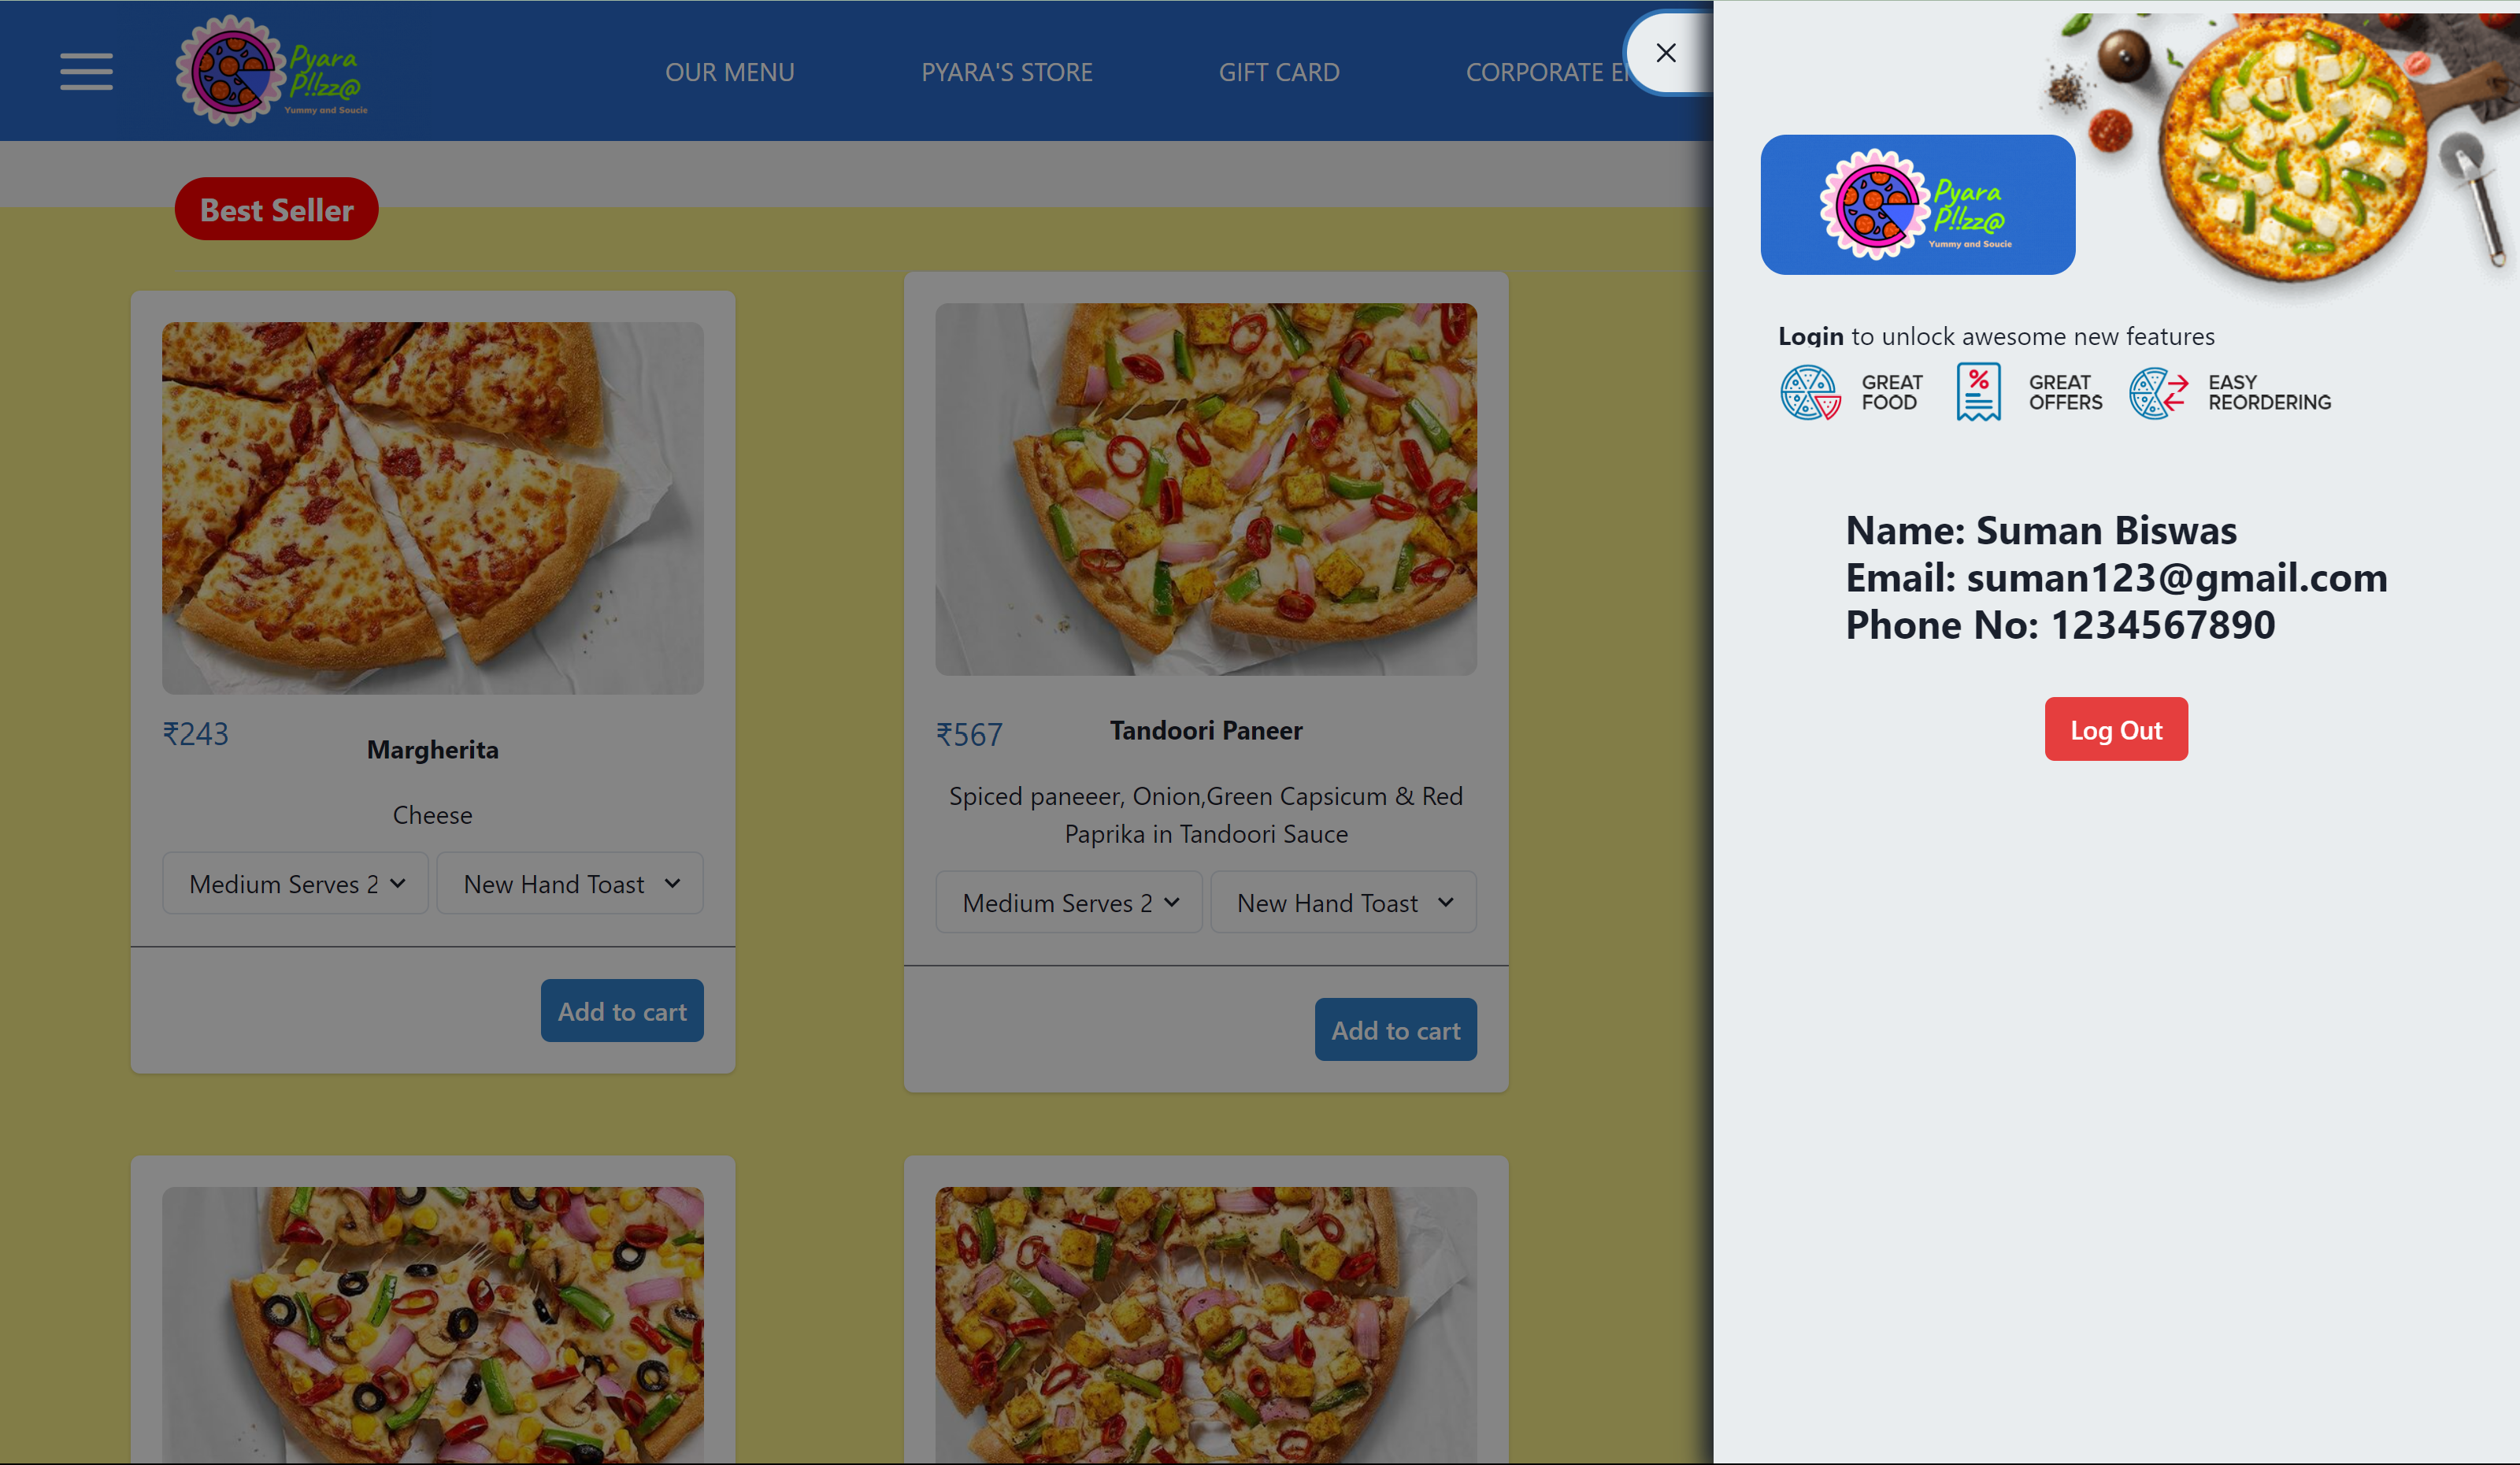 Pyara
P!!zz@
Yummy and Soucie
OUR MENU
PYARA'S STORE
GIFT CARD
CORPORATE E
Best Seller
₹243
Margherita
Cheese
Medium Serves 2
New Hand Toast
Add to cart
₹567
Tandoori Paneer
Spiced paneeer, Onion,Green Capsicum & Red
Paprika in Tandoori Sauce
Medium Serves 2
New Hand Toast
Add to cart
Pyara
P!!zz@
Yummy and Soucie
Login to unlock awesome new features
GREAT
FOOD
%
GREAT
OFFERS
EASY
REORDERING
Name: Suman Biswas
Email: suman123@gmail.com
Phone No: 1234567890
Log Out